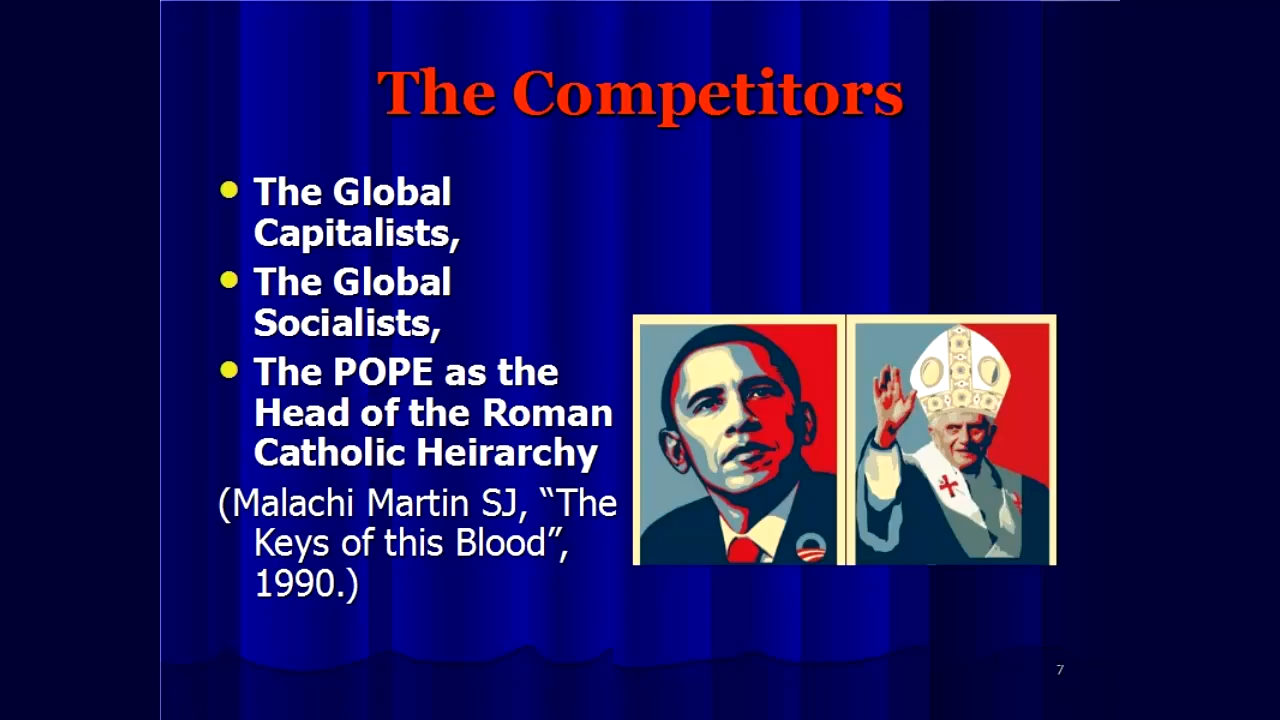 The Competitors
The Global
Capitalists,
The Global
Socialists,
The POPE as the
Head of the Roman
Catholic Heirarchy
(Malachi Martin SJ, “The
Keys of this Blood”,
1990.)
7